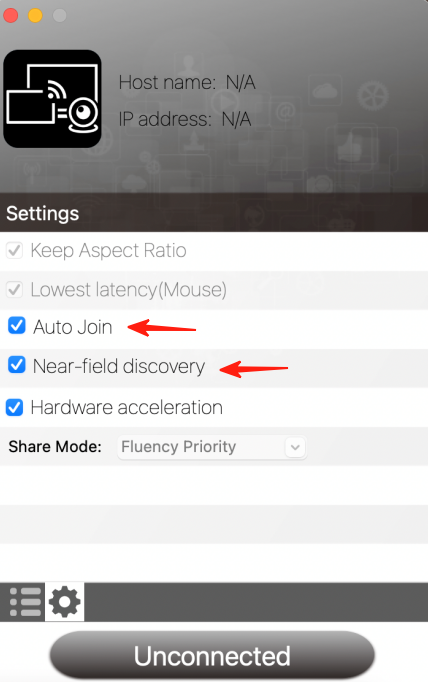 Host name: N/A
IP address: N/A
Settings
Keep Aspect Ratio
Lowest latency(Mouse)
Auto Join
Near-field discovery
Hardware acceleration
Share Mode: Fluency Priority
Unconnected